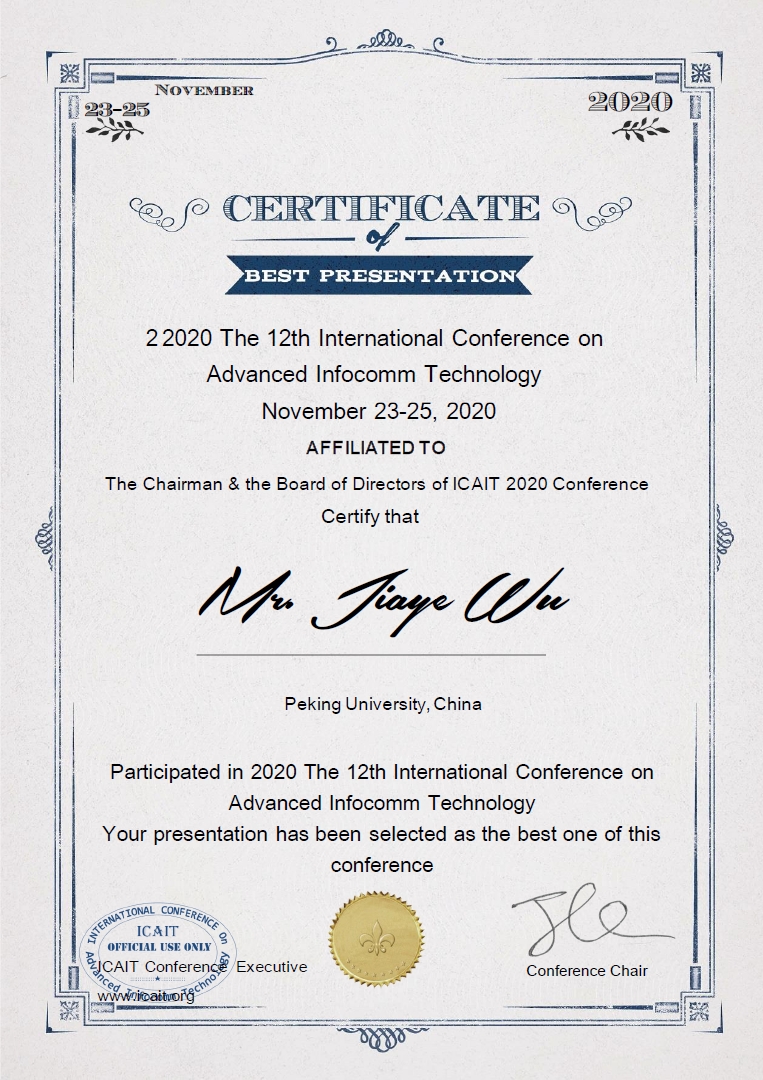 November
23-25
2020
CERTIFICATE
of
BEST PRESENTATION
2 2020 The 12th International Conference on
Advanced Infocomm Technology
November 23-25, 2020
AFFILIATED TO
The Chairman & the Board of Directors of ICAIT 2020 Conference
Certify that
Mr. Jiaye Wu
Peking University, China
Participated in 2020 The 12th International Conference on
Advanced Infocomm Technology
Your presentation has been selected as the best one of this
conference
INTERNATIONAL CONFERENCE On
ICAIT
OFFICIAL USE ONLY
Advanced Infocomm Technology
ICAIT Conference Executive
www.icait.org
Conference Chair